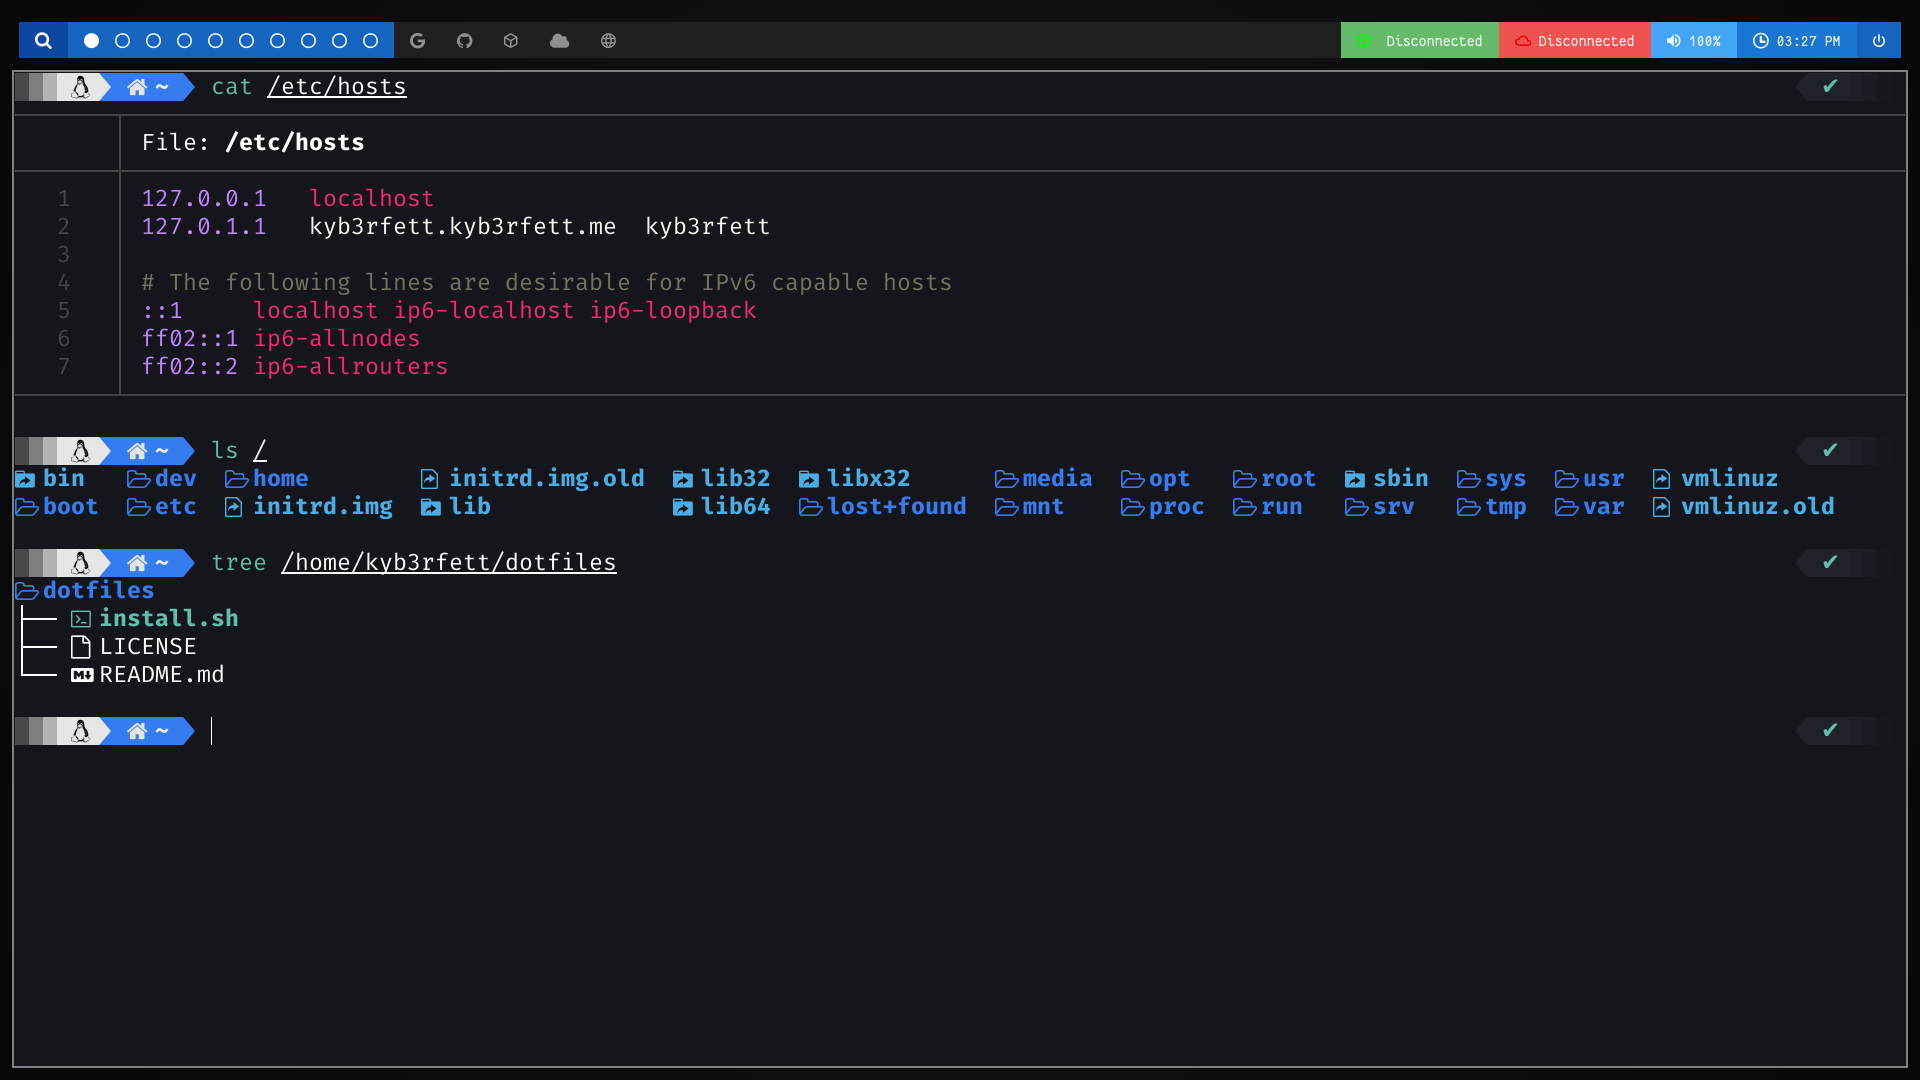 Disconnected Disconnected 100% 03:27 PM
~ cat /etc/hosts ✔
File: /etc/hosts
1 127.0.0.1 localhost
2 127.0.1.1 kyb3rfett.kyb3rfett.me kyb3rfett
3
4 # The following lines are desirable for IPv6 capable hosts
5 ::1 localhost ip6-localhost ip6-loopback
6 ff02::1 ip6-allnodes
7 ff02::2 ip6-allrouters
~ ls / ✔
bin dev home initrd.img.old lib32 libx32 media opt root sbin sys usr vmlinuz
boot etc initrd.img lib lib64 lost+found mnt proc run srv tmp var vmlinuz.old
~ tree /home/kyb3rfett/dotfiles ✔
dotfiles
├── install.sh
├── LICENSE
└── README.md
~ ✔